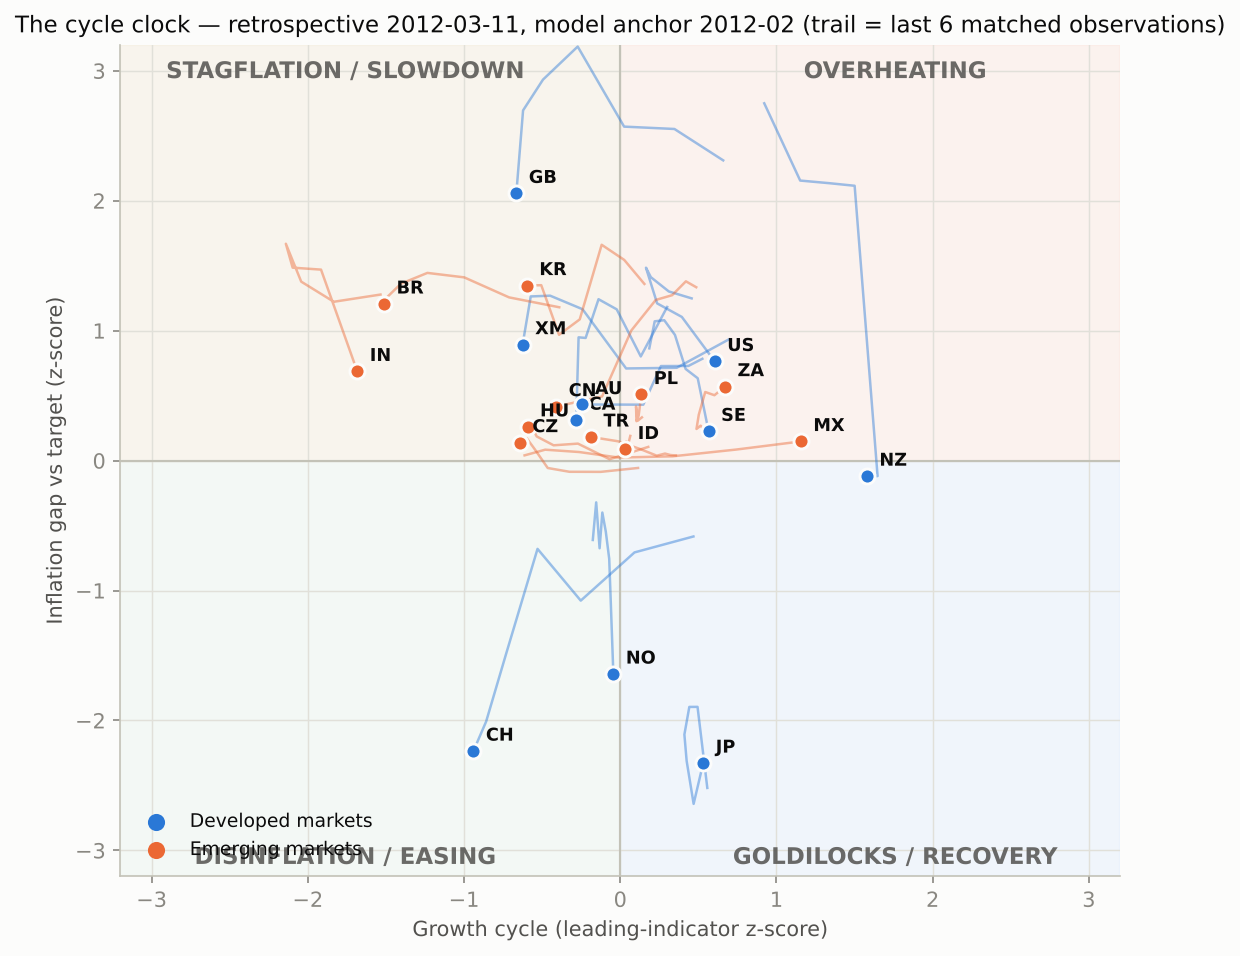 The cycle clock — retrospective 2012-03-11, model anchor 2012-02 (trail = last 6 matched observations)
STAGFLATION / SLOWDOWN
OVERHEATING
GB
KR
BR
XM
IN
US
ZA
PL
CN
AU
CA
HU
TR
SE
CZ
ID
MX
NZ
NO
CH
JP
Developed markets
Emerging markets
DISINFLATION / EASING
GOLDILOCKS / RECOVERY
3
2
1
0
−1
−2
−3
−3
−2
−1
0
1
2
3
Inflation gap vs target (z-score)
Growth cycle (leading-indicator z-score)